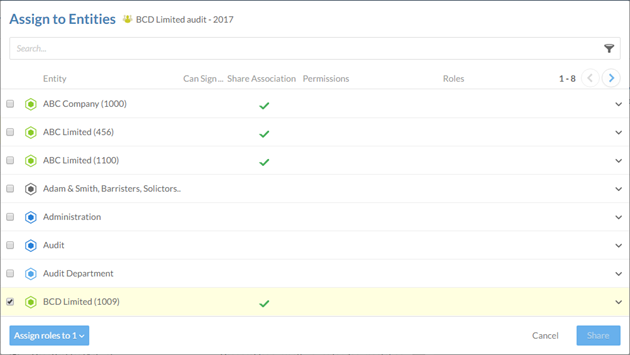 Assign to Entities BCD Limited audit - 2017
Search...
Entity Can Sign... Share Association Permissions Roles 1 - 8
ABC Company (1000)
ABC Limited (456)
ABC Limited (1100)
Adam & Smith, Barristers, Solictors..
Administration
Audit
Audit Department
BCD Limited (1009)
Assign roles to 1 Cancel Share